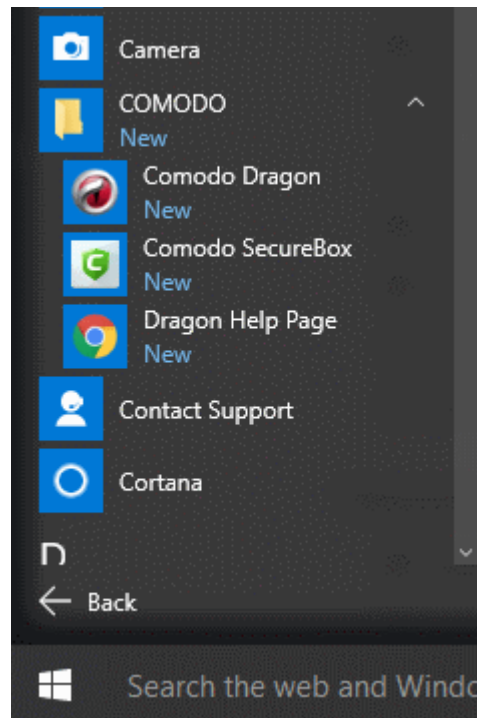 Camera
COMODO
New
Comodo Dragon
New
Comodo SecureBox
New
Dragon Help Page
New
Contact Support
Cortana
D
Back
Search the web and Windo